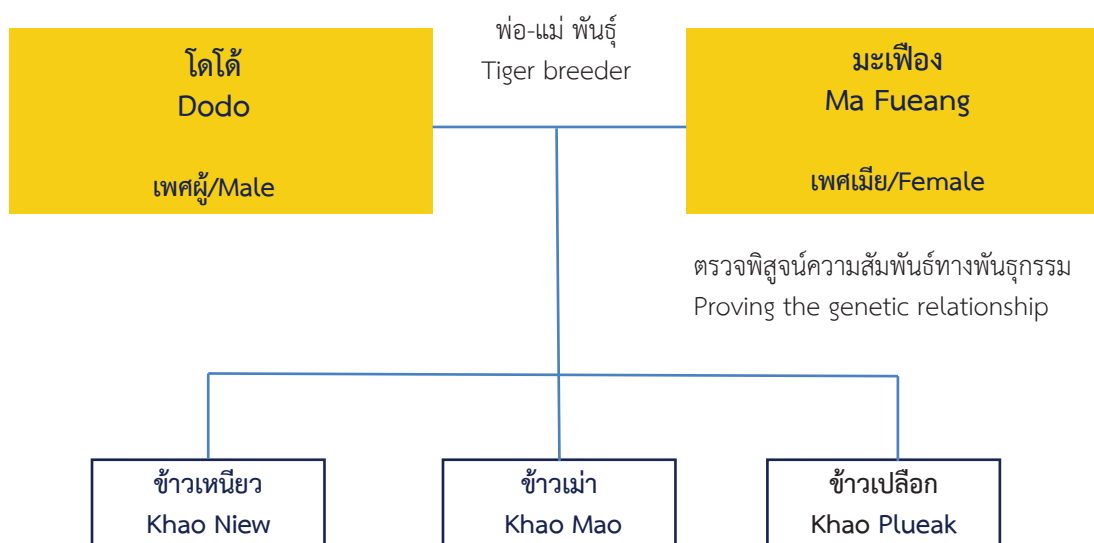 พ่อ-แม่ พันธุ์
Tiger breeder
โดโด้
Dodo
เพศผู้/Male
มะเฟือง
Ma Fueang
เพศเมีย/Female
ตรวจพิสูจน์ความสัมพันธ์ทางพันธุกรรม
Proving the genetic relationship
ข้าวเหนียว
Khao Niew
ข้าวเม่า
Khao Mao
ข้าวเปลือก
Khao Plueak